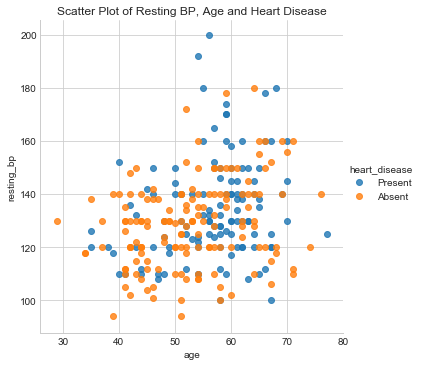 Scatter Plot of Resting BP, Age and Heart Disease
200
180
160
140
120
100
resting_bp
30 40 50 60 70 80
age
heart_disease
Present
Absent